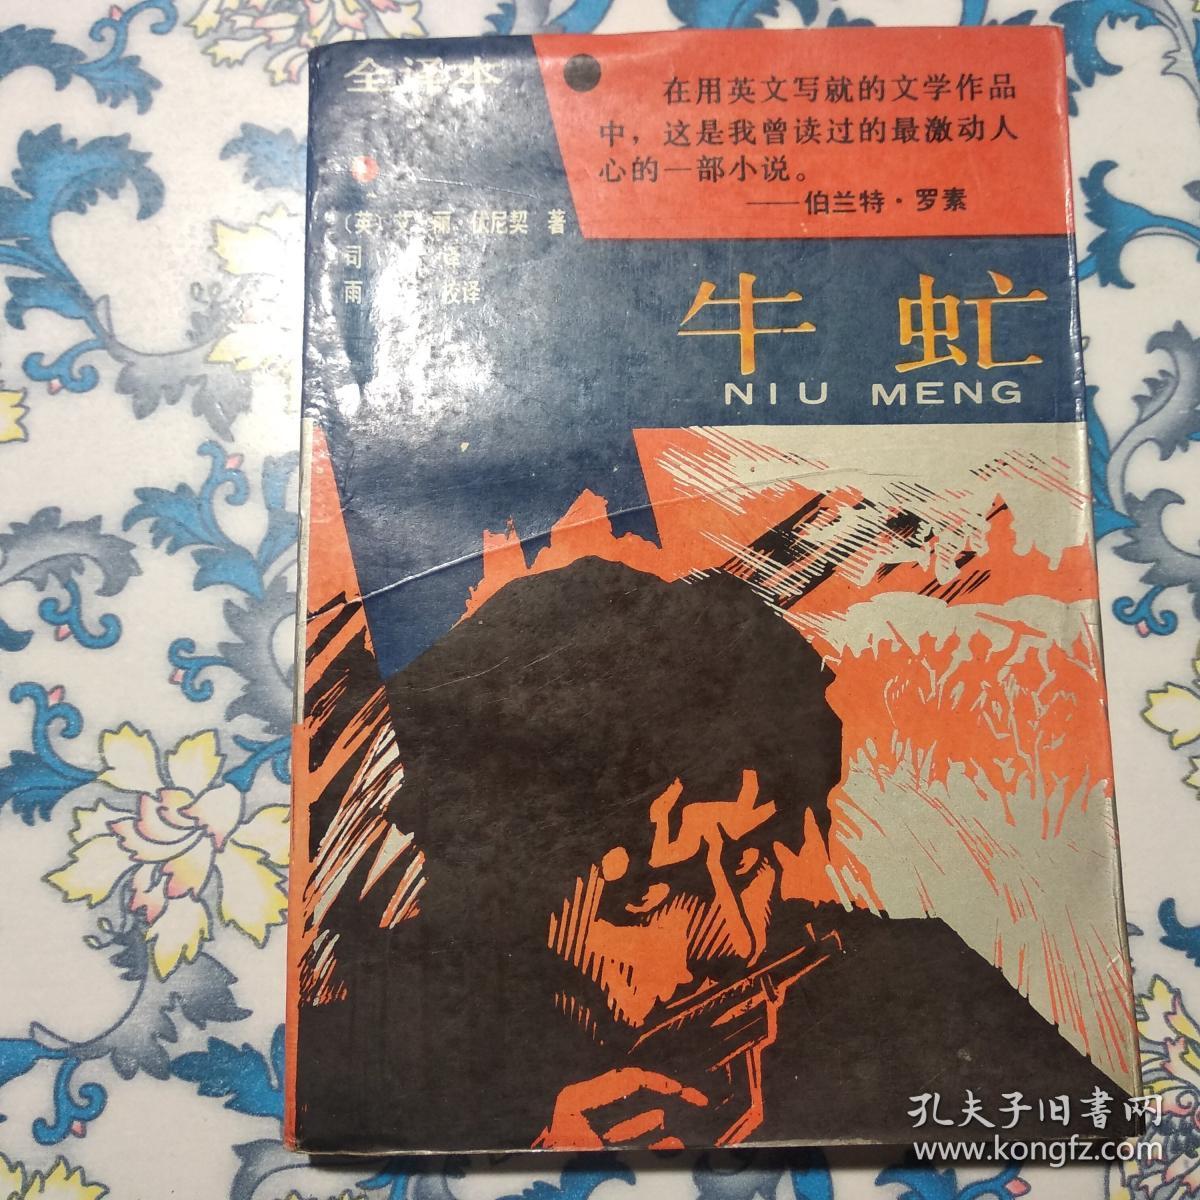 全译本
在用英文写就的文学作品
中，这是我曾读过的最激动人
心的一部小说。
——伯兰特·罗素
〔英〕艾 丽·伏尼契 著
司 译
雨 校译
牛虻
NIU MENG
孔夫子旧書网
www.kongfz.com